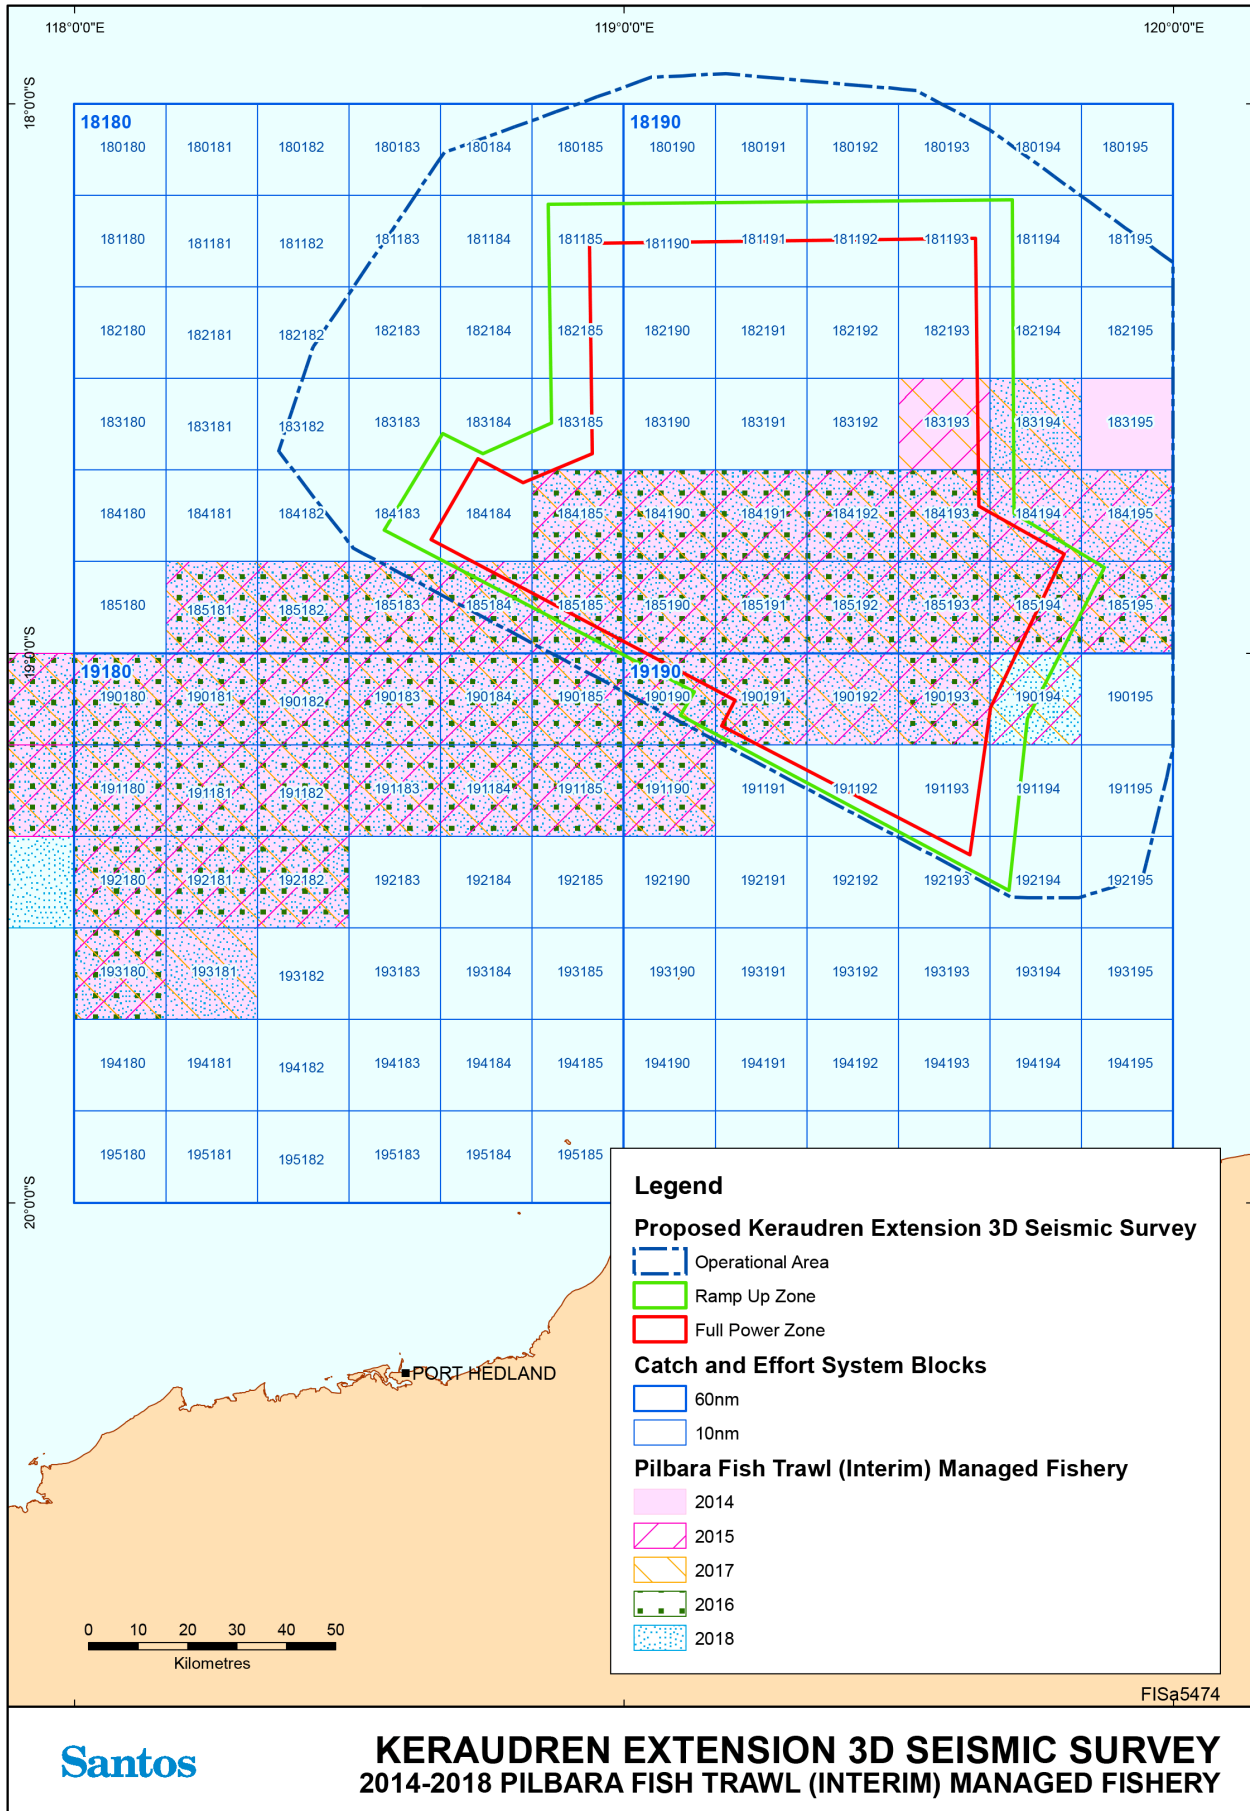 118°0'0"E 119°0'0"E 120°0'0"E
18°0'0"S
18180 18190
180180 180181 180182 180183 180184 180185 180190 180191 180192 180193 180194 180195
181180 181181 181182 181183 181184 181185 181190 181191 181192 181193 181194 181195
182180 182181 182182 182183 182184 182185 182190 182191 182192 182193 182194 182195
183180 183181 183182 183183 183184 183185 183190 183191 183192 183193 183194 183195
184180 184181 184182 184183 184184 184185 184190 184191 184192 184193 184194 184195
185180 185181 185182 185183 185184 185185 185190 185191 185192 185193 185194 185195
19°0'0"S
19180 19190
190180 190181 190182 190183 190184 190185 190190 190191 190192 190193 190194 190195
191180 191181 191182 191183 191184 191185 191190 191191 191192 191193 191194 191195
192180 192181 192182 192183 192184 192185 192190 192191 192192 192193 192194 192195
193180 193181 193182 193183 193184 193185 193190 193191 193192 193193 193194 193195
194180 194181 194182 194183 194184 194185 194190 194191 194192 194193 194194 194195
195180 195181 195182 195183 195184 195185
20°0'0"S
PORT HEDLAND
Legend
Proposed Keraudren Extension 3D Seismic Survey
Operational Area
Ramp Up Zone
Full Power Zone
Catch and Effort System Blocks
60nm
10nm
Pilbara Fish Trawl (Interim) Managed Fishery
2014
2015
2017
2016
2018
0 10 20 30 40 50
Kilometres
FISa5474
Santos
KERAUDREN EXTENSION 3D SEISMIC SURVEY
2014-2018 PILBARA FISH TRAWL (INTERIM) MANAGED FISHERY